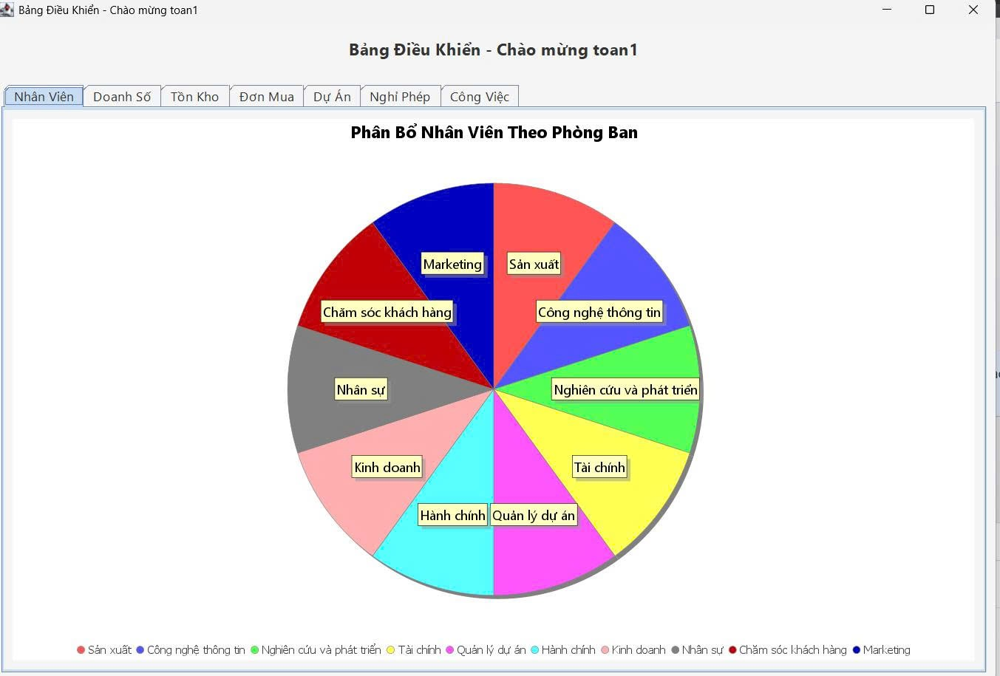 Bảng Điều Khiển - Chào mừng toan1
Bảng Điều Khiển - Chào mừng toan1
Nhân Viên Doanh Số Tồn Kho Đơn Mua Dự Án Nghỉ Phép Công Việc
Phân Bổ Nhân Viên Theo Phòng Ban
Marketing Sản xuất
Chăm sóc khách hàng Công nghệ thông tin
Nhân sự Nghiên cứu và phát triển
Kinh doanh Tài chính
Hành chính Quản lý dự án
Sản xuất Công nghệ thông tin Nghiên cứu và phát triển Tài chính Quản lý dự án Hành chính Kinh doanh Nhân sự Chăm sóc khách hàng Marketing